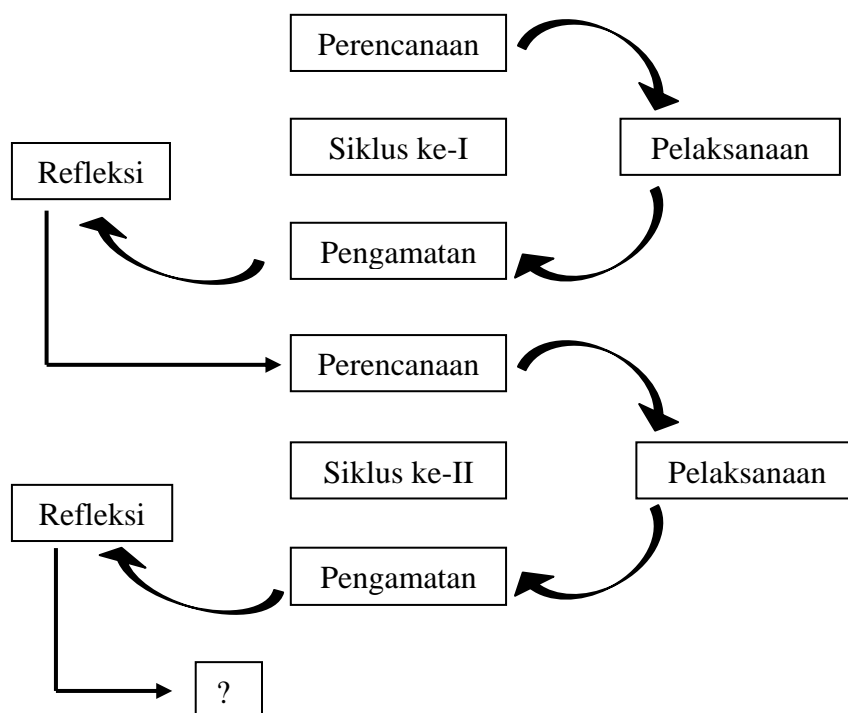 Perencanaan
Siklus ke-I
Pelaksanaan
Refleksi
Pengamatan
Perencanaan
Siklus ke-II
Pelaksanaan
Refleksi
Pengamatan
?